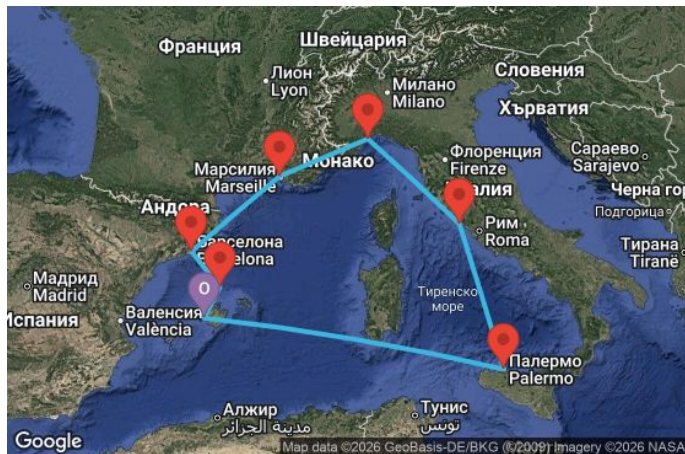 Франция
Швейцария
Словения
Лион
Lyon
Милано
Milano
Хърватия
Монако
Марсилия
Marseille
Флоренция
Firenze
Сараево
Sarajevo
Андора
Черна гор
Подгорица
Рим
Roma
Барселона
Тирана
Tiranë
Мадрид
Madrid
O
Тиренско
море
Валенсия
València
Испания
Палермо
Palermo
Алжир
مدينة الجزائر
Тунис
تونس
Google
Map data ©2026 GeoBasis-DE/BKG (©2009) Imagery ©2026 NASA